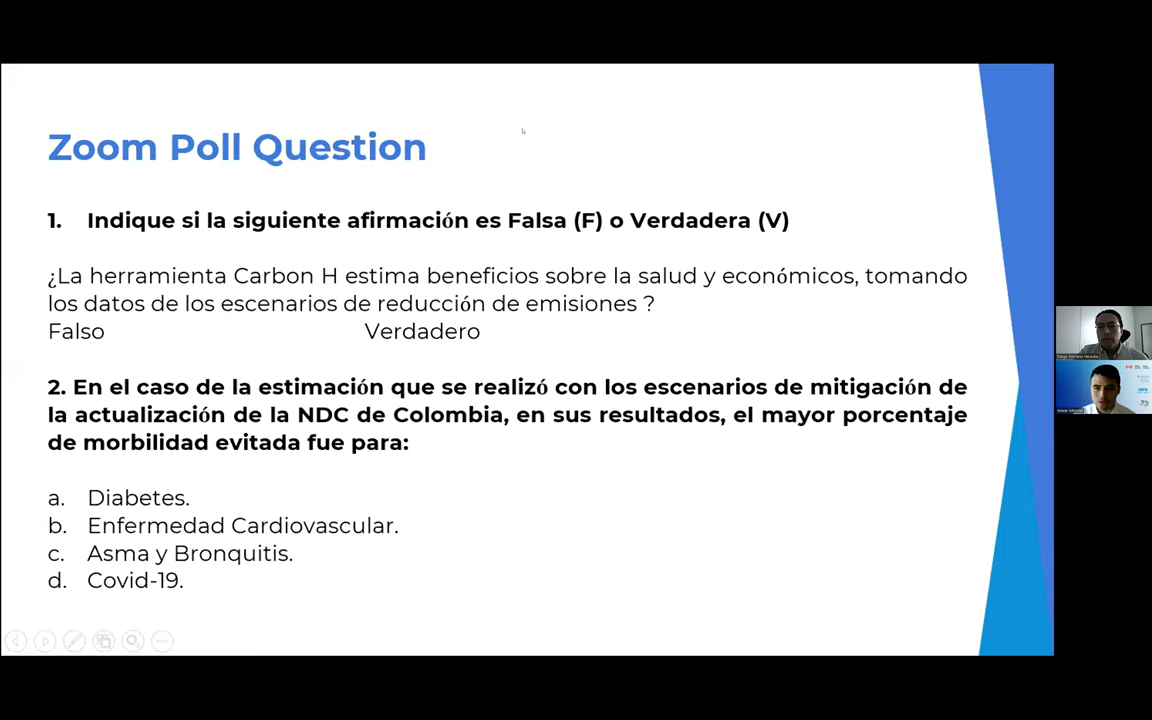 Zoom Poll Question
1. Indique si la siguiente afirmación es Falsa (F) o Verdadera (V)
¿La herramienta Carbon H estima beneficios sobre la salud y económicos, tomando
los datos de los escenarios de reducción de emisiones ?
Falso Verdadero
2. En el caso de la estimación que se realizó con los escenarios de mitigación de
la actualización de la NDC de Colombia, en sus resultados, el mayor porcentaje
de morbilidad evitada fue para:
a. Diabetes.
b. Enfermedad Cardiovascular.
c. Asma y Bronquitis.
d. Covid-19.